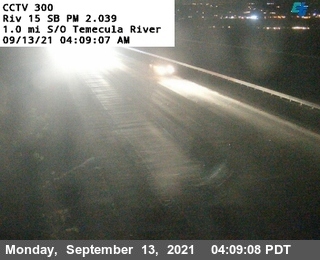 CCTV 300
Riv 15 SB PM 2.039
1.0 mi S/O Temecula River
09/13/21 04:09:07 AM
Monday, September 13, 2021 04:09:08 PDT